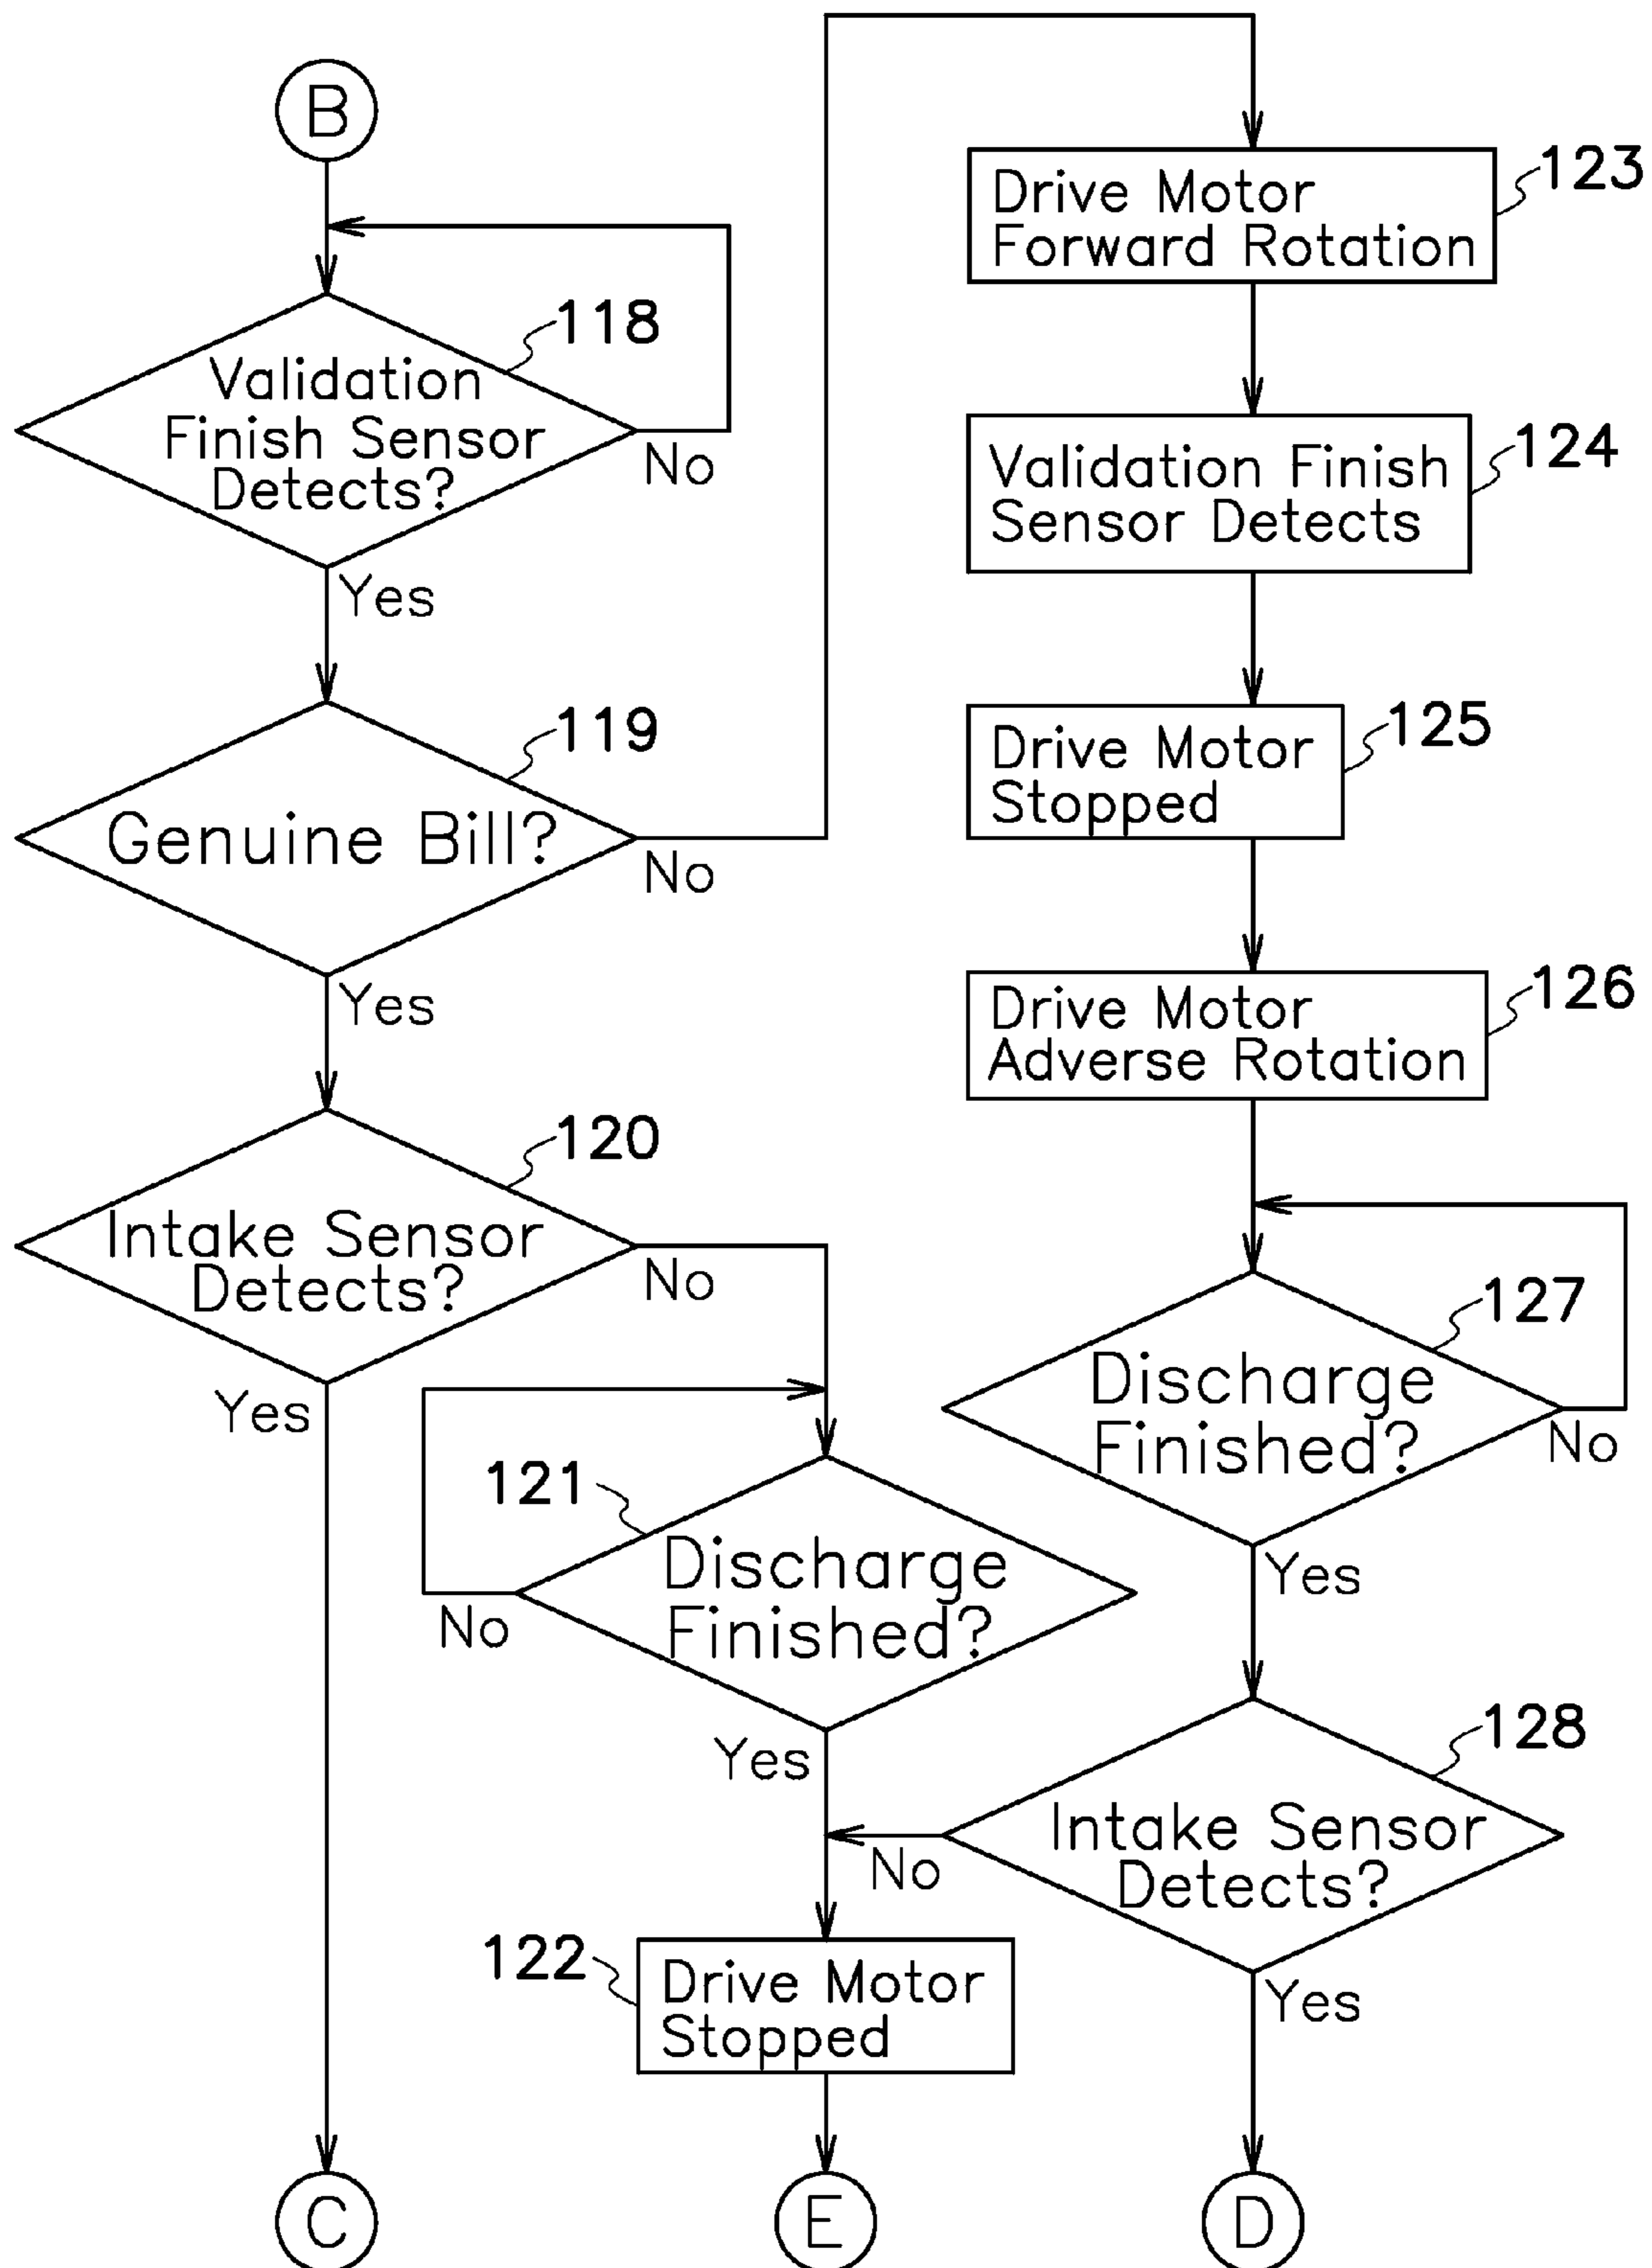 B
118
Validation
Finish Sensor
Detects?
No
Yes
119
Genuine Bill?
No
Yes
120
Intake Sensor
Detects?
No
Yes
121
Discharge
Finished?
No
Yes
122
Drive Motor
Stopped
123
Drive Motor
Forward Rotation
124
Validation Finish
Sensor Detects
125
Drive Motor
Stopped
126
Drive Motor
Adverse Rotation
127
Discharge
Finished?
No
Yes
128
Intake Sensor
Detects?
No
Yes
C
E
D